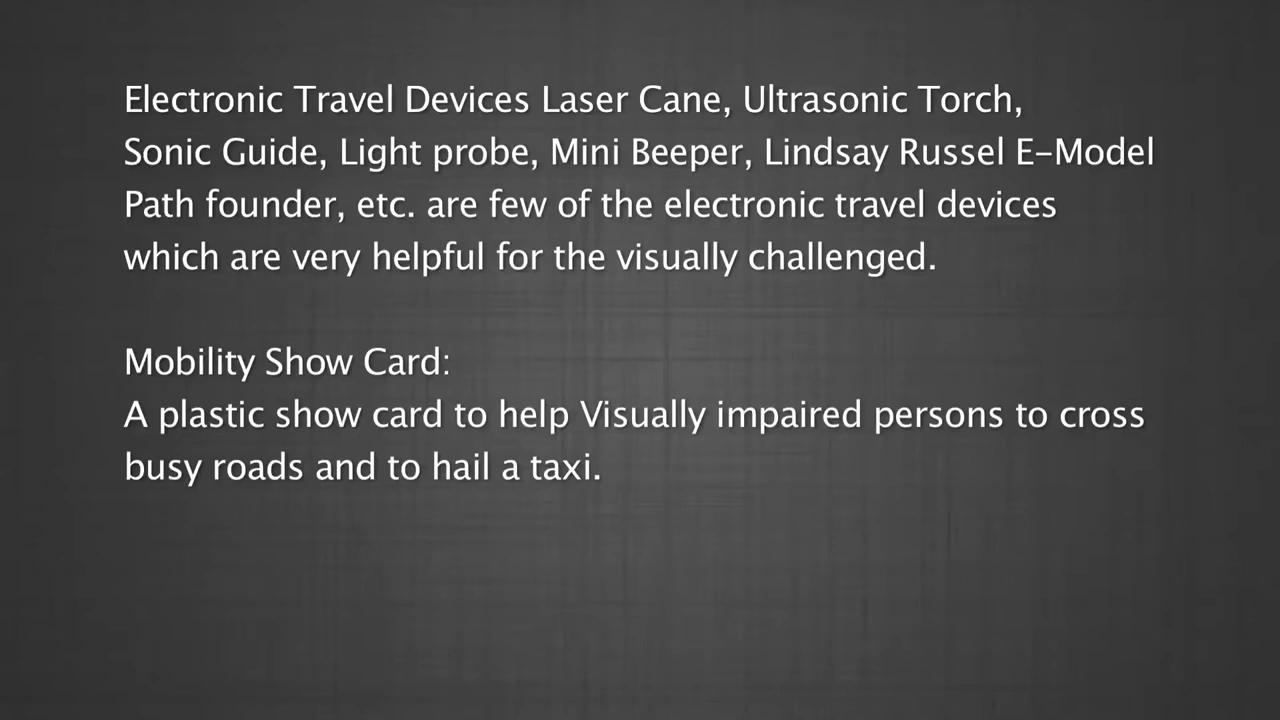 Electronic Travel Devices Laser Cane, Ultrasonic Torch,
Sonic Guide, Light probe, Mini Beeper, Lindsay Russel E–Model
Path founder, etc. are few of the electronic travel devices
which are very helpful for the visually challenged.
Mobility Show Card:
A plastic show card to help Visually impaired persons to cross
busy roads and to hail a taxi.